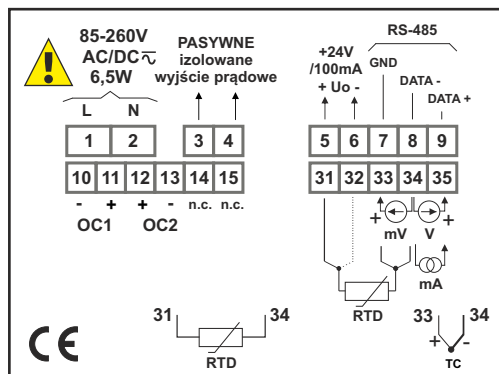 85-260V
AC/DC
6,5W
L N
PASYWNE
izolowane
wyjście prądowe
+24V
/100mA
+ Uo -
RS-485
GND
DATA -
DATA +
1 2 3 4 5 6 7 8 9
10 11 12 13 14 15 31 32 33 34 35
- + + - n.c. n.c.
OC1 OC2
+ +
mV V
mA
RTD
31 34
RTD
33 34
+ -
TC
CE